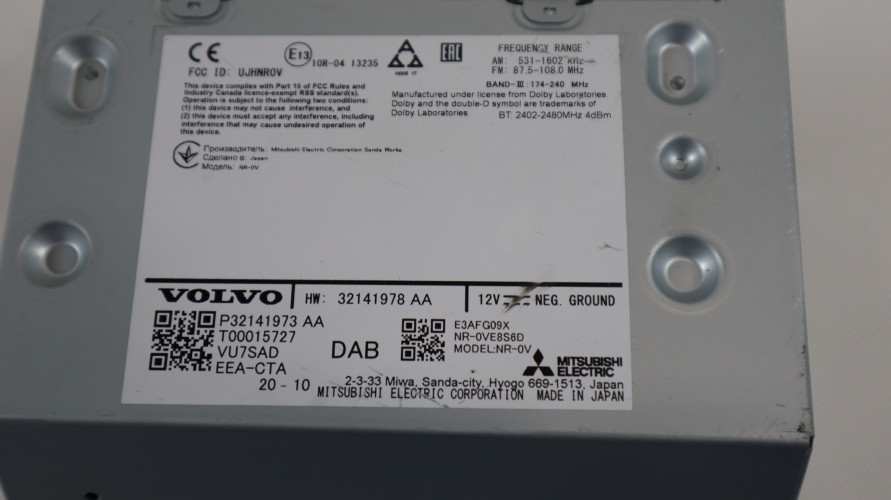 CE
FCC ID: UJHNROV
E13
10R-04 13235
N008 17
EAC
FREQUENCY RANGE
AM: 531-1602 KHz
FM: 87.5-108.0 MHz
BAND-III:174-240 MHz
This device complies with Part 15 of FCC Rules and
Industry Canada licence-exempt RSS standard(s).
Operation is subject to the following two conditions:
(1) this device may not cause interference, and
(2) this device must accept any interference, including
interference that may cause undesired operation of
this device.
Manufactured under license from Dolby Laboratories.
Dolby and the double-D symbol are trademarks of
Dolby Laboratories.
BT: 2402-2480MHz 4dBm
Производитель: Mitsubishi Electric Corporation Sanda Works
Сделано в: Japan
Модель: NR-0V
VOLVO
HW: 32141978 AA
12V NEG. GROUND
P32141973 AA
T00015727
VU7SAD
EEA-CTA
20 - 10
DAB
E3AFG09X
NR-0VE8S6D
MODEL:NR-0V
MITSUBISHI
ELECTRIC
2-3-33 Miwa, Sanda-city, Hyogo 669-1513, Japan
MITSUBISHI ELECTRIC CORPORATION MADE IN JAPAN